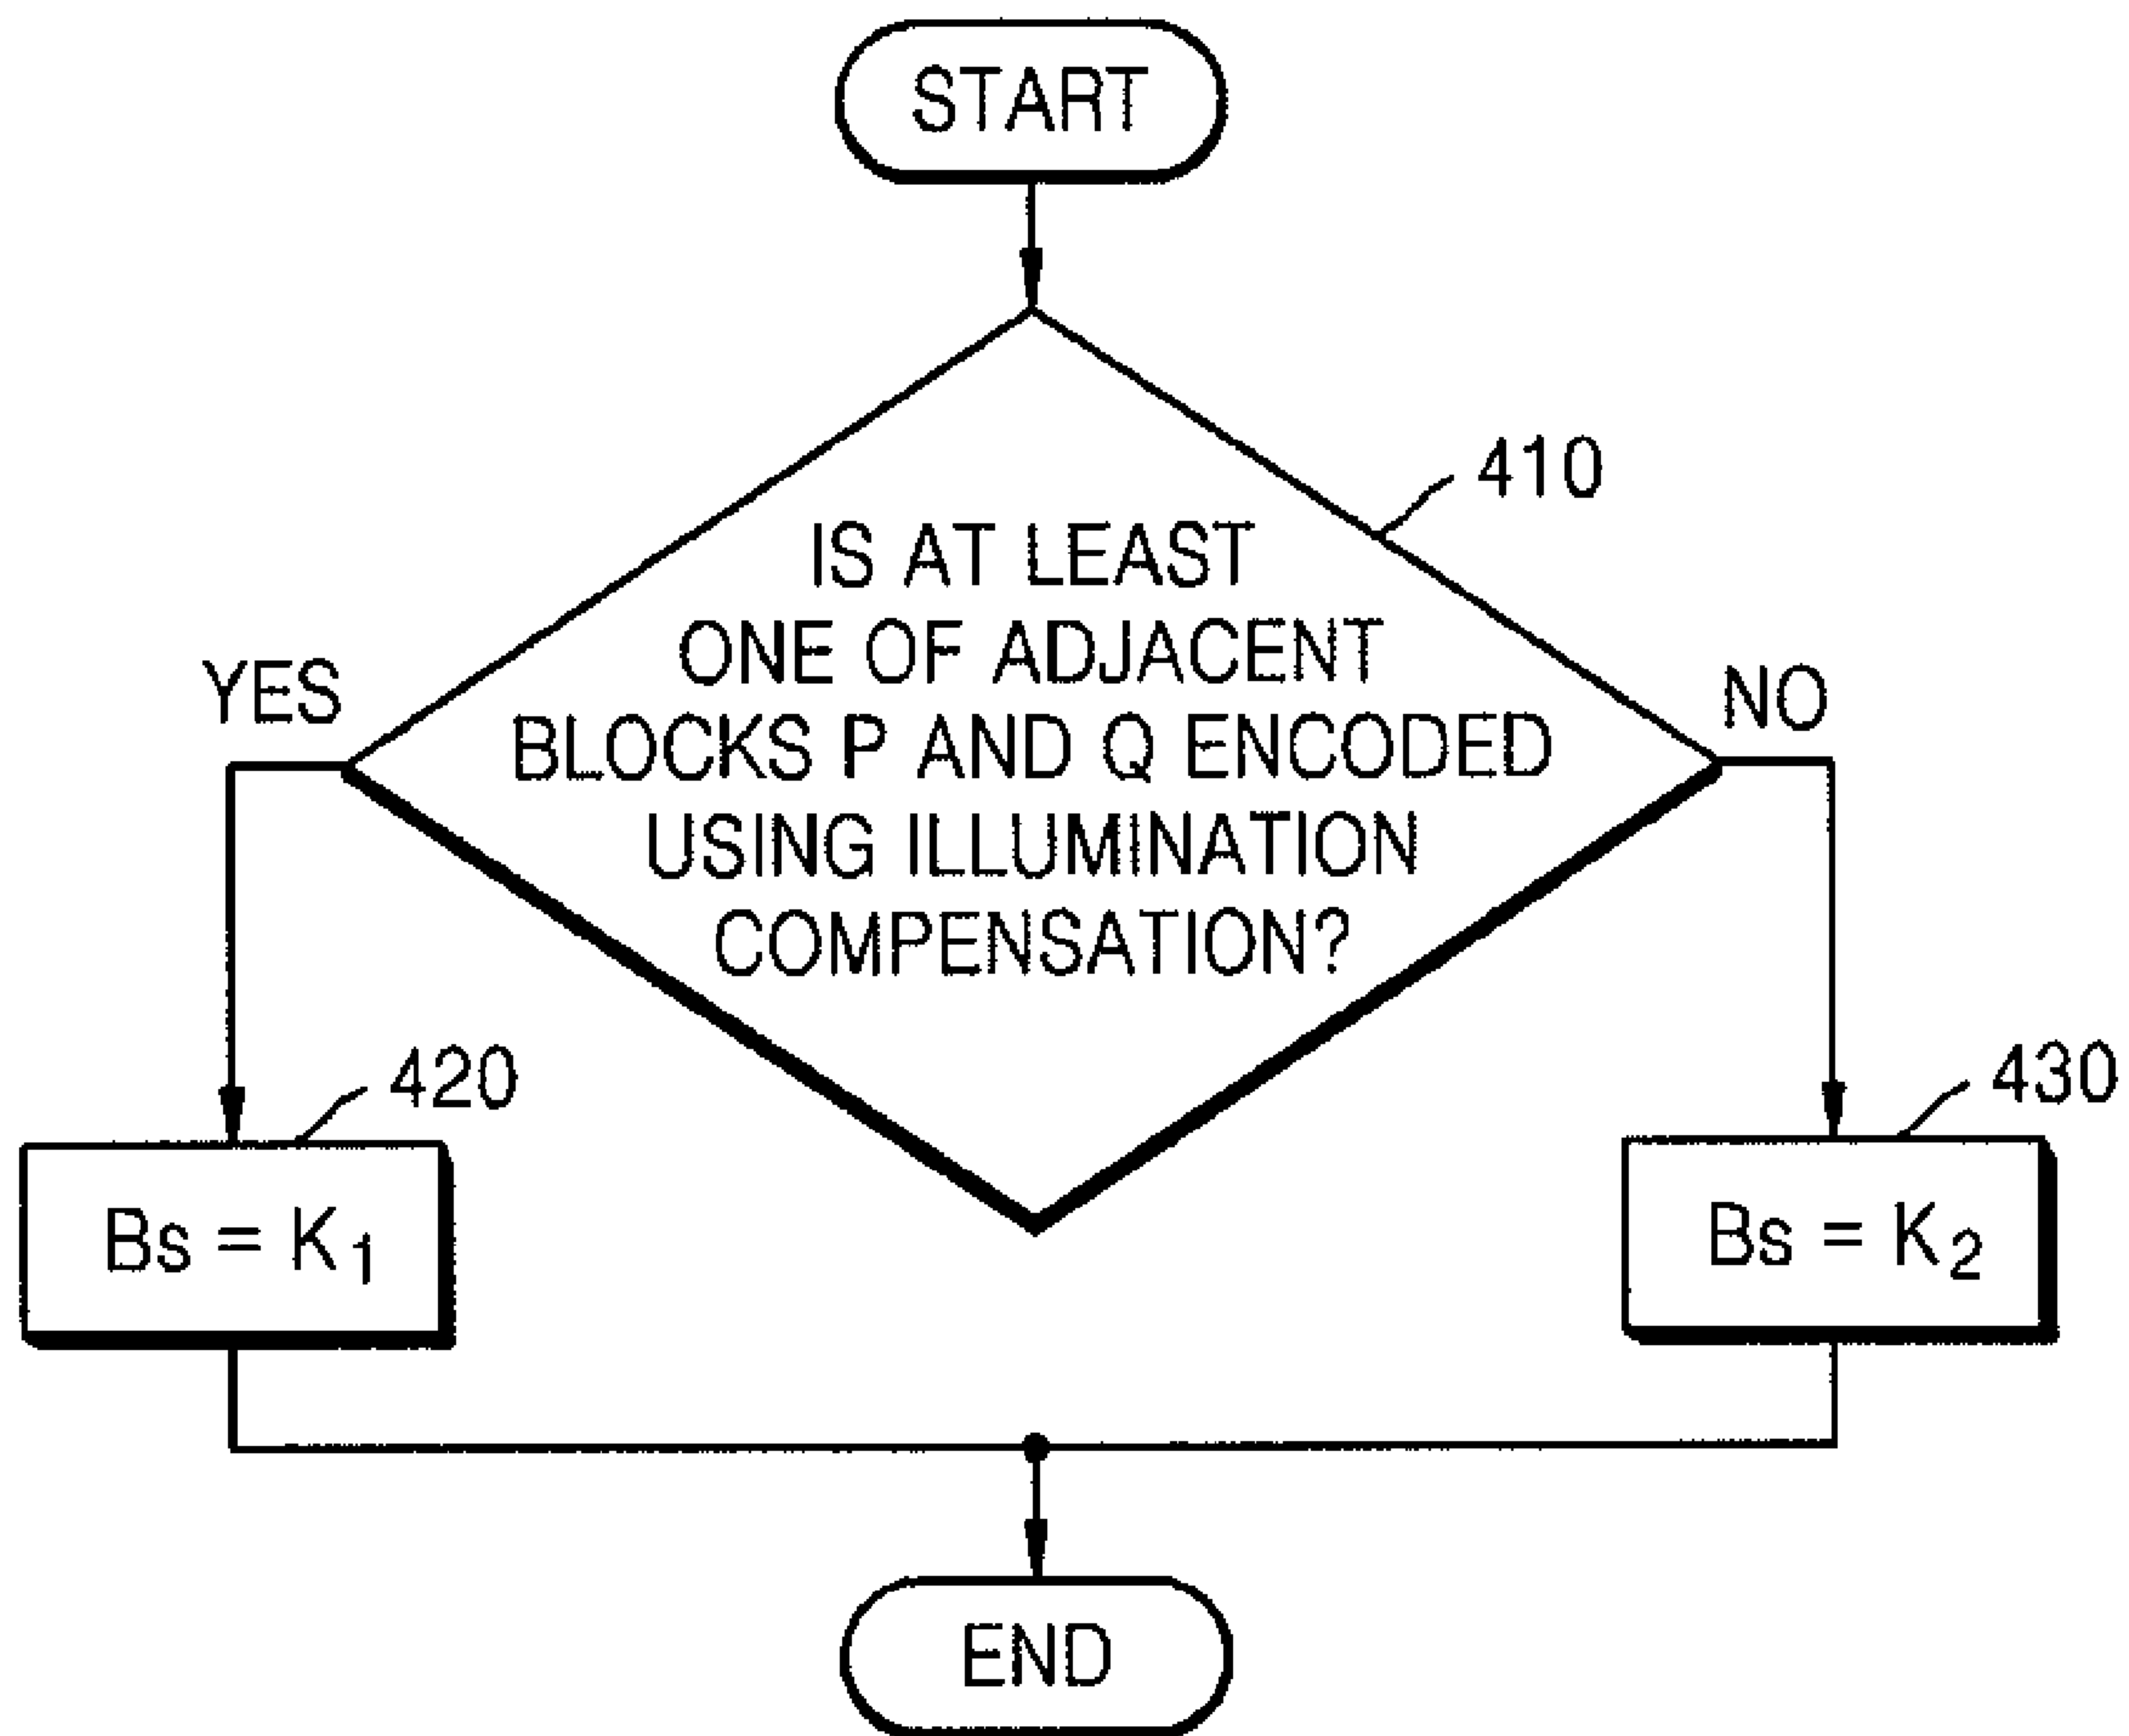 START
410
IS AT LEAST
ONE OF ADJACENT
BLOCKS P AND Q ENCODED
USING ILLUMINATION
COMPENSATION?
YES
NO
420
430
Bs = K1
Bs = K2
END